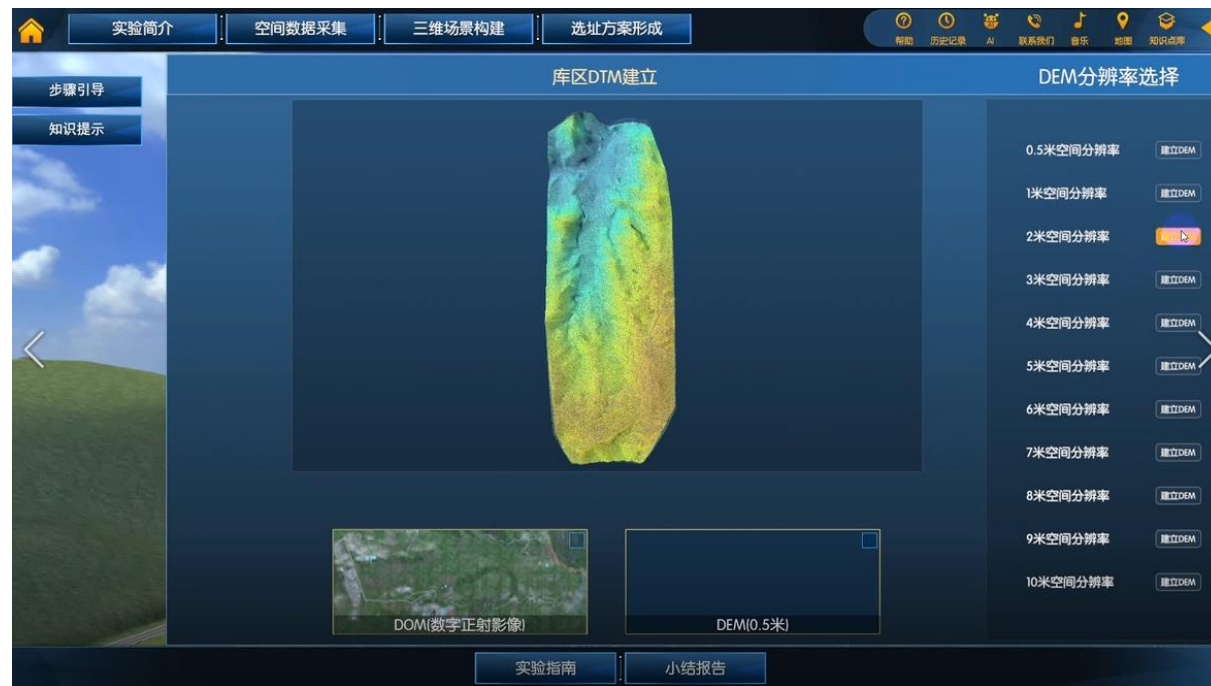 实验简介
空间数据采集
三维场景构建
选址方案形成
帮助
历史记录
AI
联系我们
音乐
地图
知识点库
步骤引导
知识提示
库区DTM建立
DEM分辨率选择
0.5米空间分辨率 建立DEM
1米空间分辨率 建立DEM
2米空间分辨率
3米空间分辨率 建立DEM
4米空间分辨率 建立DEM
5米空间分辨率 建立DEM
6米空间分辨率 建立DEM
7米空间分辨率 建立DEM
8米空间分辨率 建立DEM
9米空间分辨率 建立DEM
10米空间分辨率 建立DEM
DOM(数字正射影像)
DEM(0.5米)
实验指南
小结报告